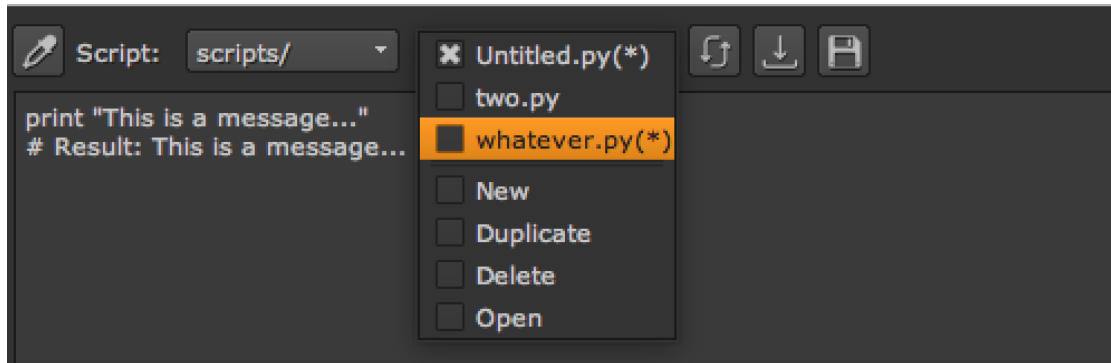 Script:
scripts/
Untitled.py(*)
two.py
whatever.py(*)
New
Duplicate
Delete
Open
print "This is a message..."
# Result: This is a message...